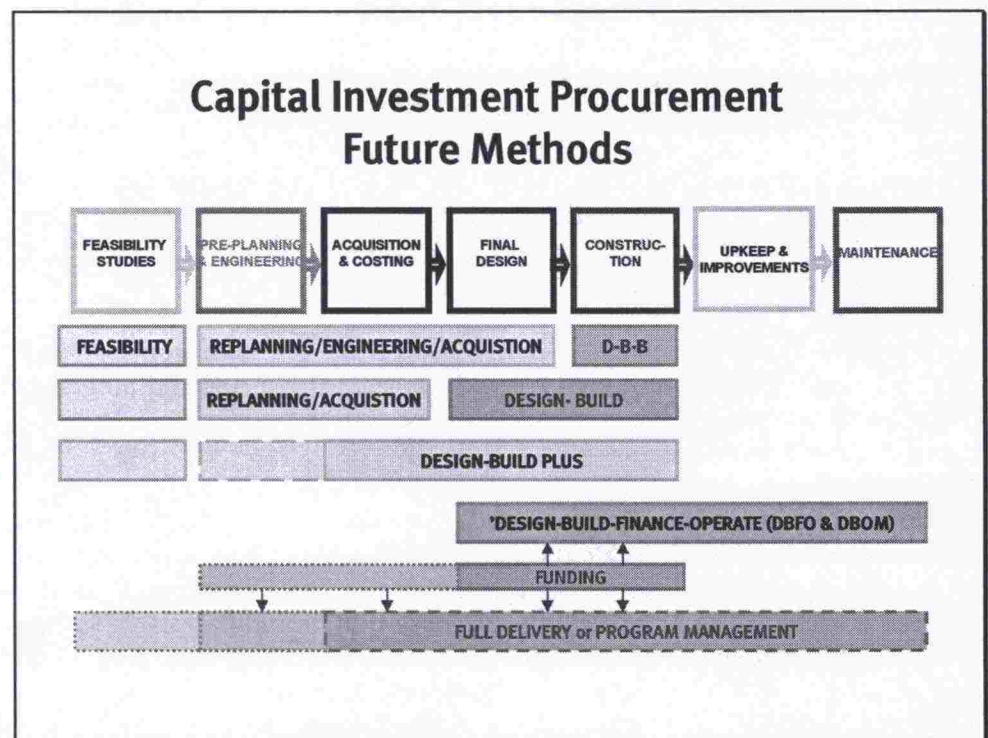 Capital Investment Procurement
Future Methods
FEASIBILITY
STUDIES
PRE-PLANNING
& ENGINEERING
ACQUISITION
& COSTING
FINAL
DESIGN
CONSTRUC-
TION
UPKEEP &
IMPROVEMENTS
MAINTENANCE
FEASIBILITY
REPLANNING/ENGINEERING/ACQUISTION
D-B-B
REPLANNING/ACQUISTION
DESIGN- BUILD
DESIGN-BUILD PLUS
*DESIGN-BUILD-FINANCE-OPERATE (DBFO & DBOM)
FUNDING
FULL DELIVERY or PROGRAM MANAGEMENT